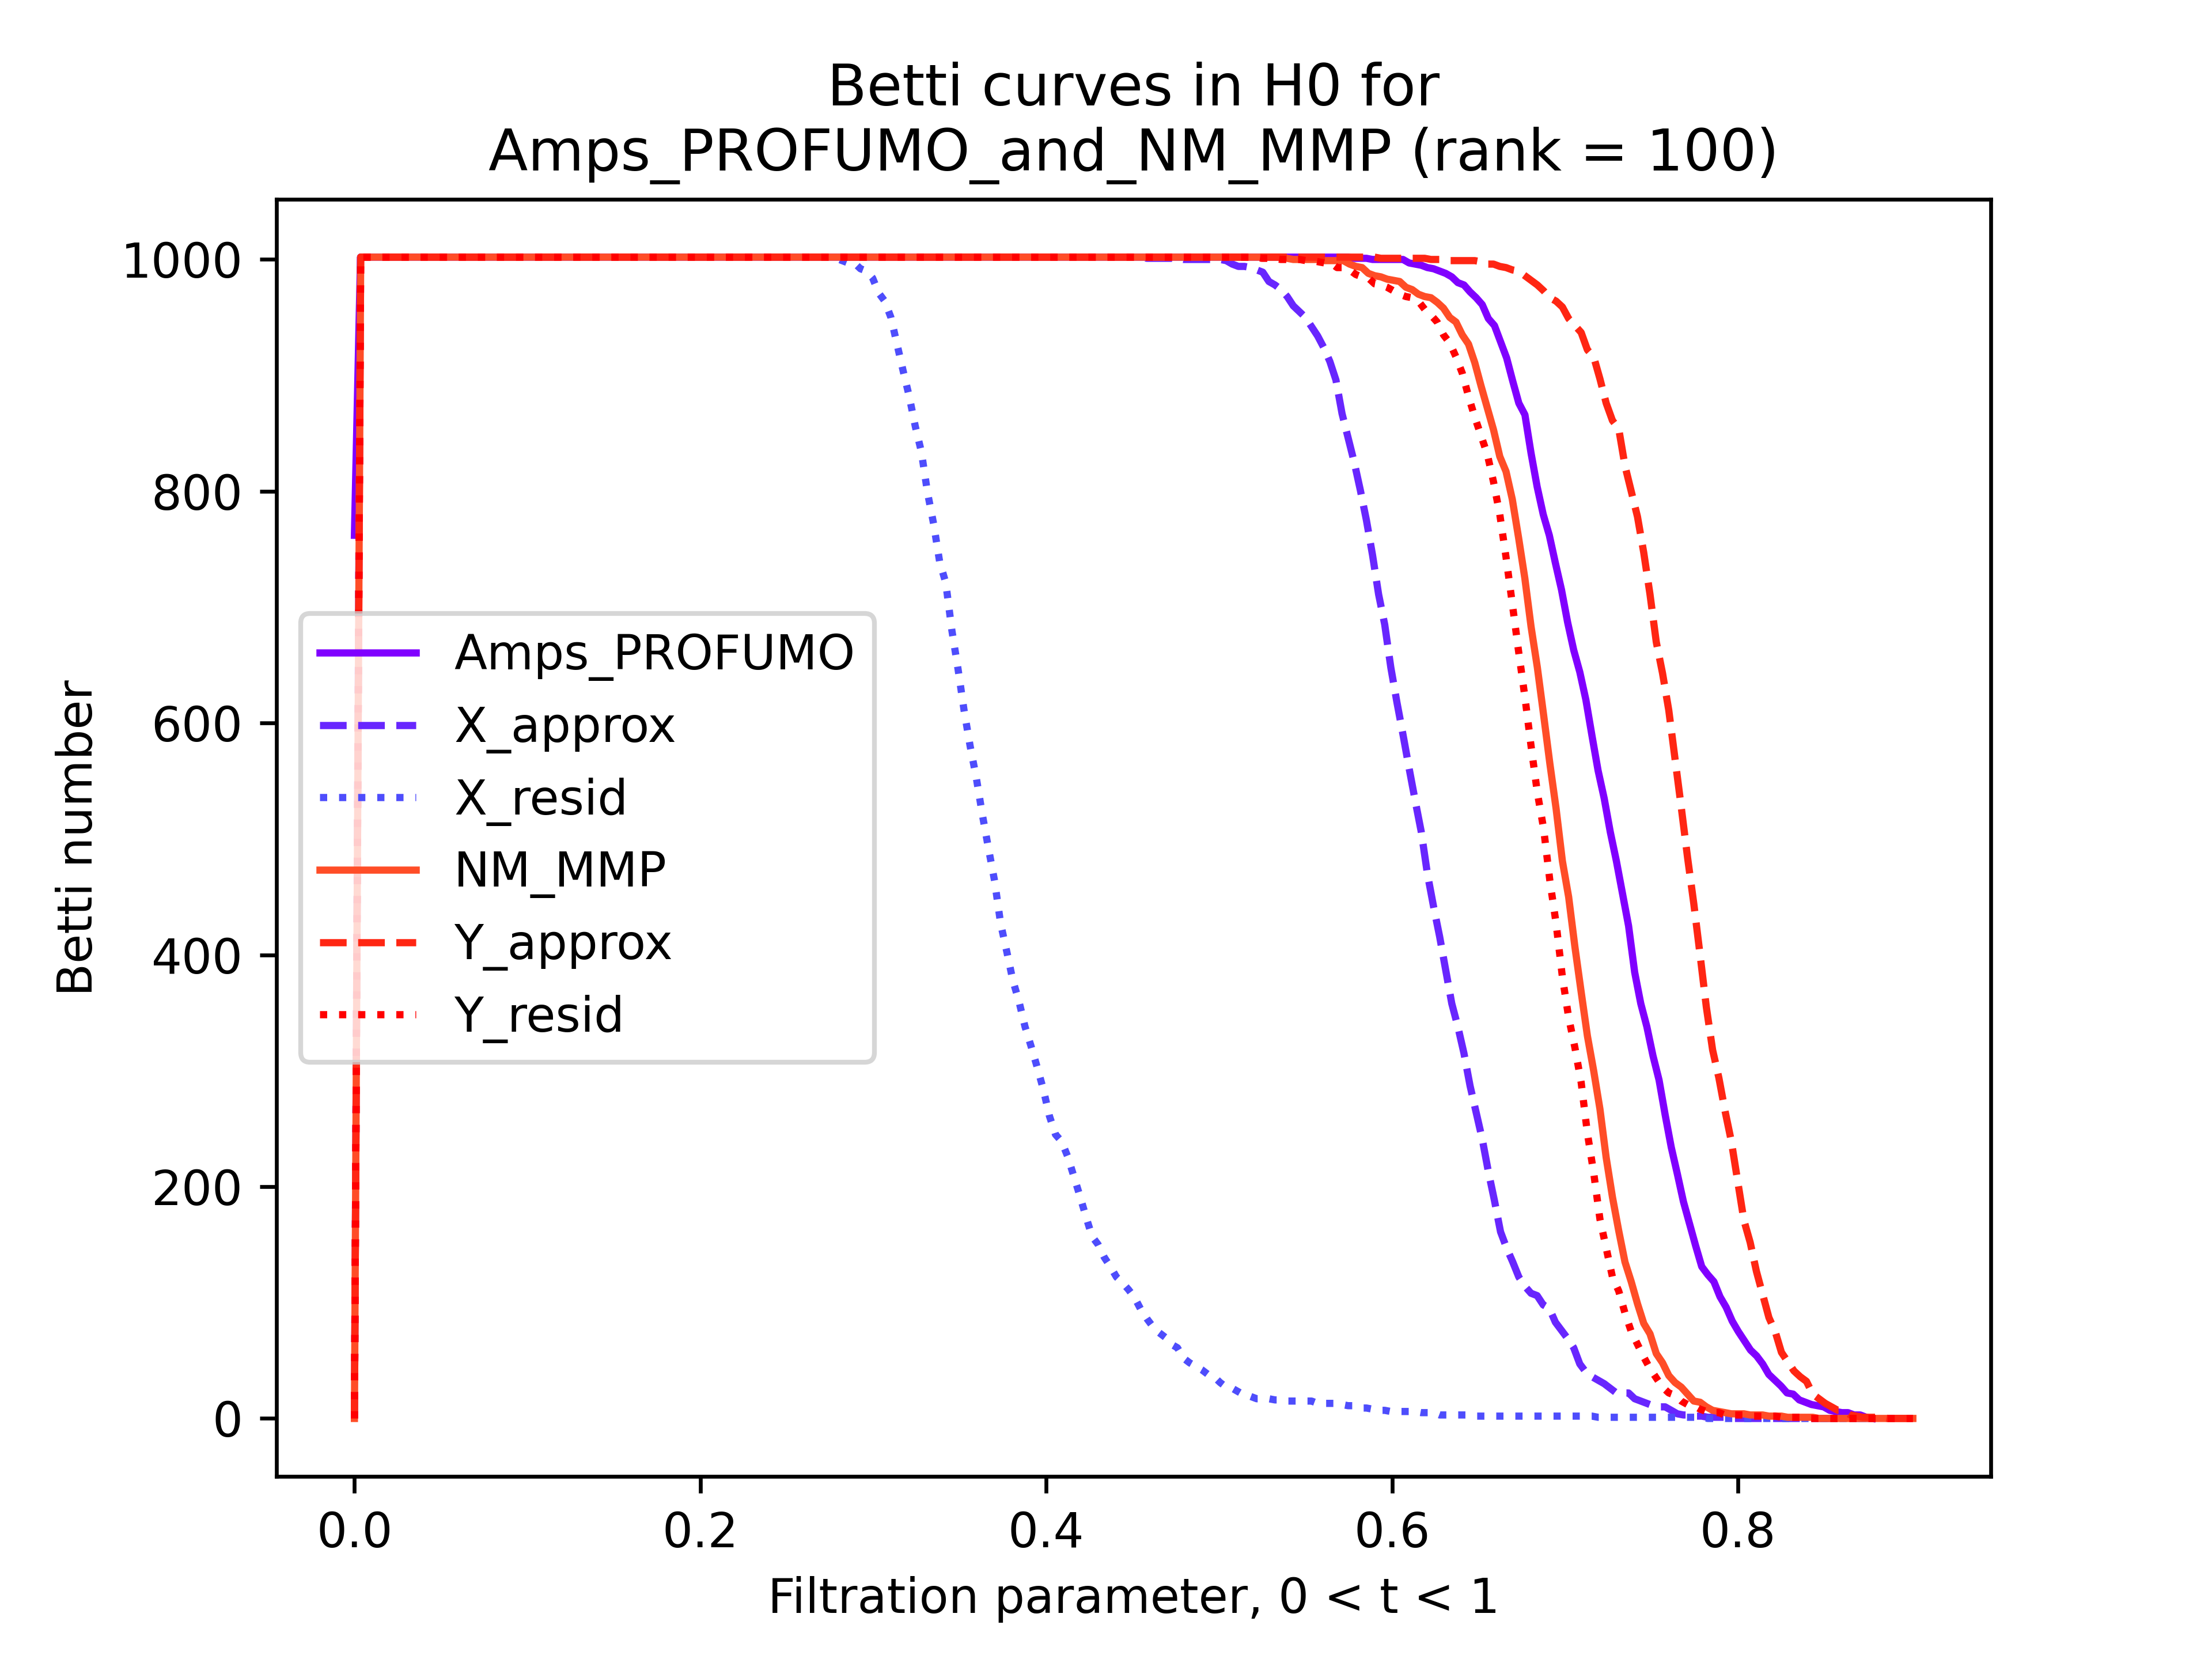 Betti curves in H0 for
Amps_PROFUMO_and_NM_MMP (rank = 100)
1000
800
600
400
200
0
Betti number
Amps_PROFUMO
X_approx
X_resid
NM_MMP
Y_approx
Y_resid
0.0 0.2 0.4 0.6 0.8
Filtration parameter, 0 < t < 1